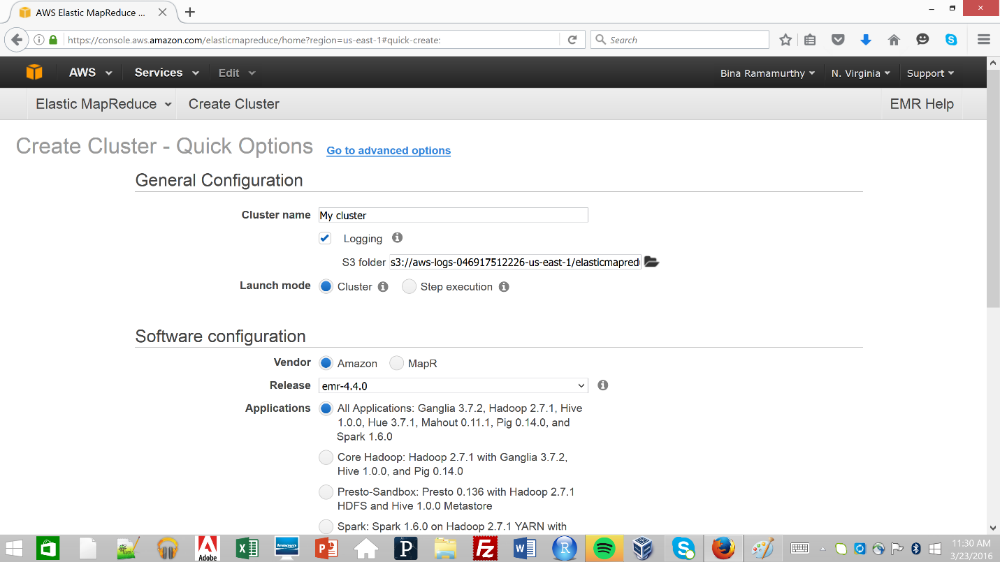 AWS Elastic MapReduce ...
https://console.aws.amazon.com/elasticmapreduce/home?region=us-east-1#quick-create:
Search
AWS Services Edit Bina Ramamurthy N. Virginia Support
Elastic MapReduce Create Cluster EMR Help
Create Cluster - Quick Options Go to advanced options
General Configuration
Cluster name My cluster
Logging
S3 folder s3://aws-logs-046917512226-us-east-1/elasticmapred
Launch mode Cluster Step execution
Software configuration
Vendor Amazon MapR
Release emr-4.4.0
Applications All Applications: Ganglia 3.7.2, Hadoop 2.7.1, Hive
1.0.0, Hue 3.7.1, Mahout 0.11.1, Pig 0.14.0, and
Spark 1.6.0
Core Hadoop: Hadoop 2.7.1 with Ganglia 3.7.2,
Hive 1.0.0, and Pig 0.14.0
Presto-Sandbox: Presto 0.136 with Hadoop 2.7.1
HDFS and Hive 1.0.0 Metastore
Spark: Spark 1.6.0 on Hadoop 2.7.1 YARN with
Adobe
lenovo
11:30 AM
3/23/2016